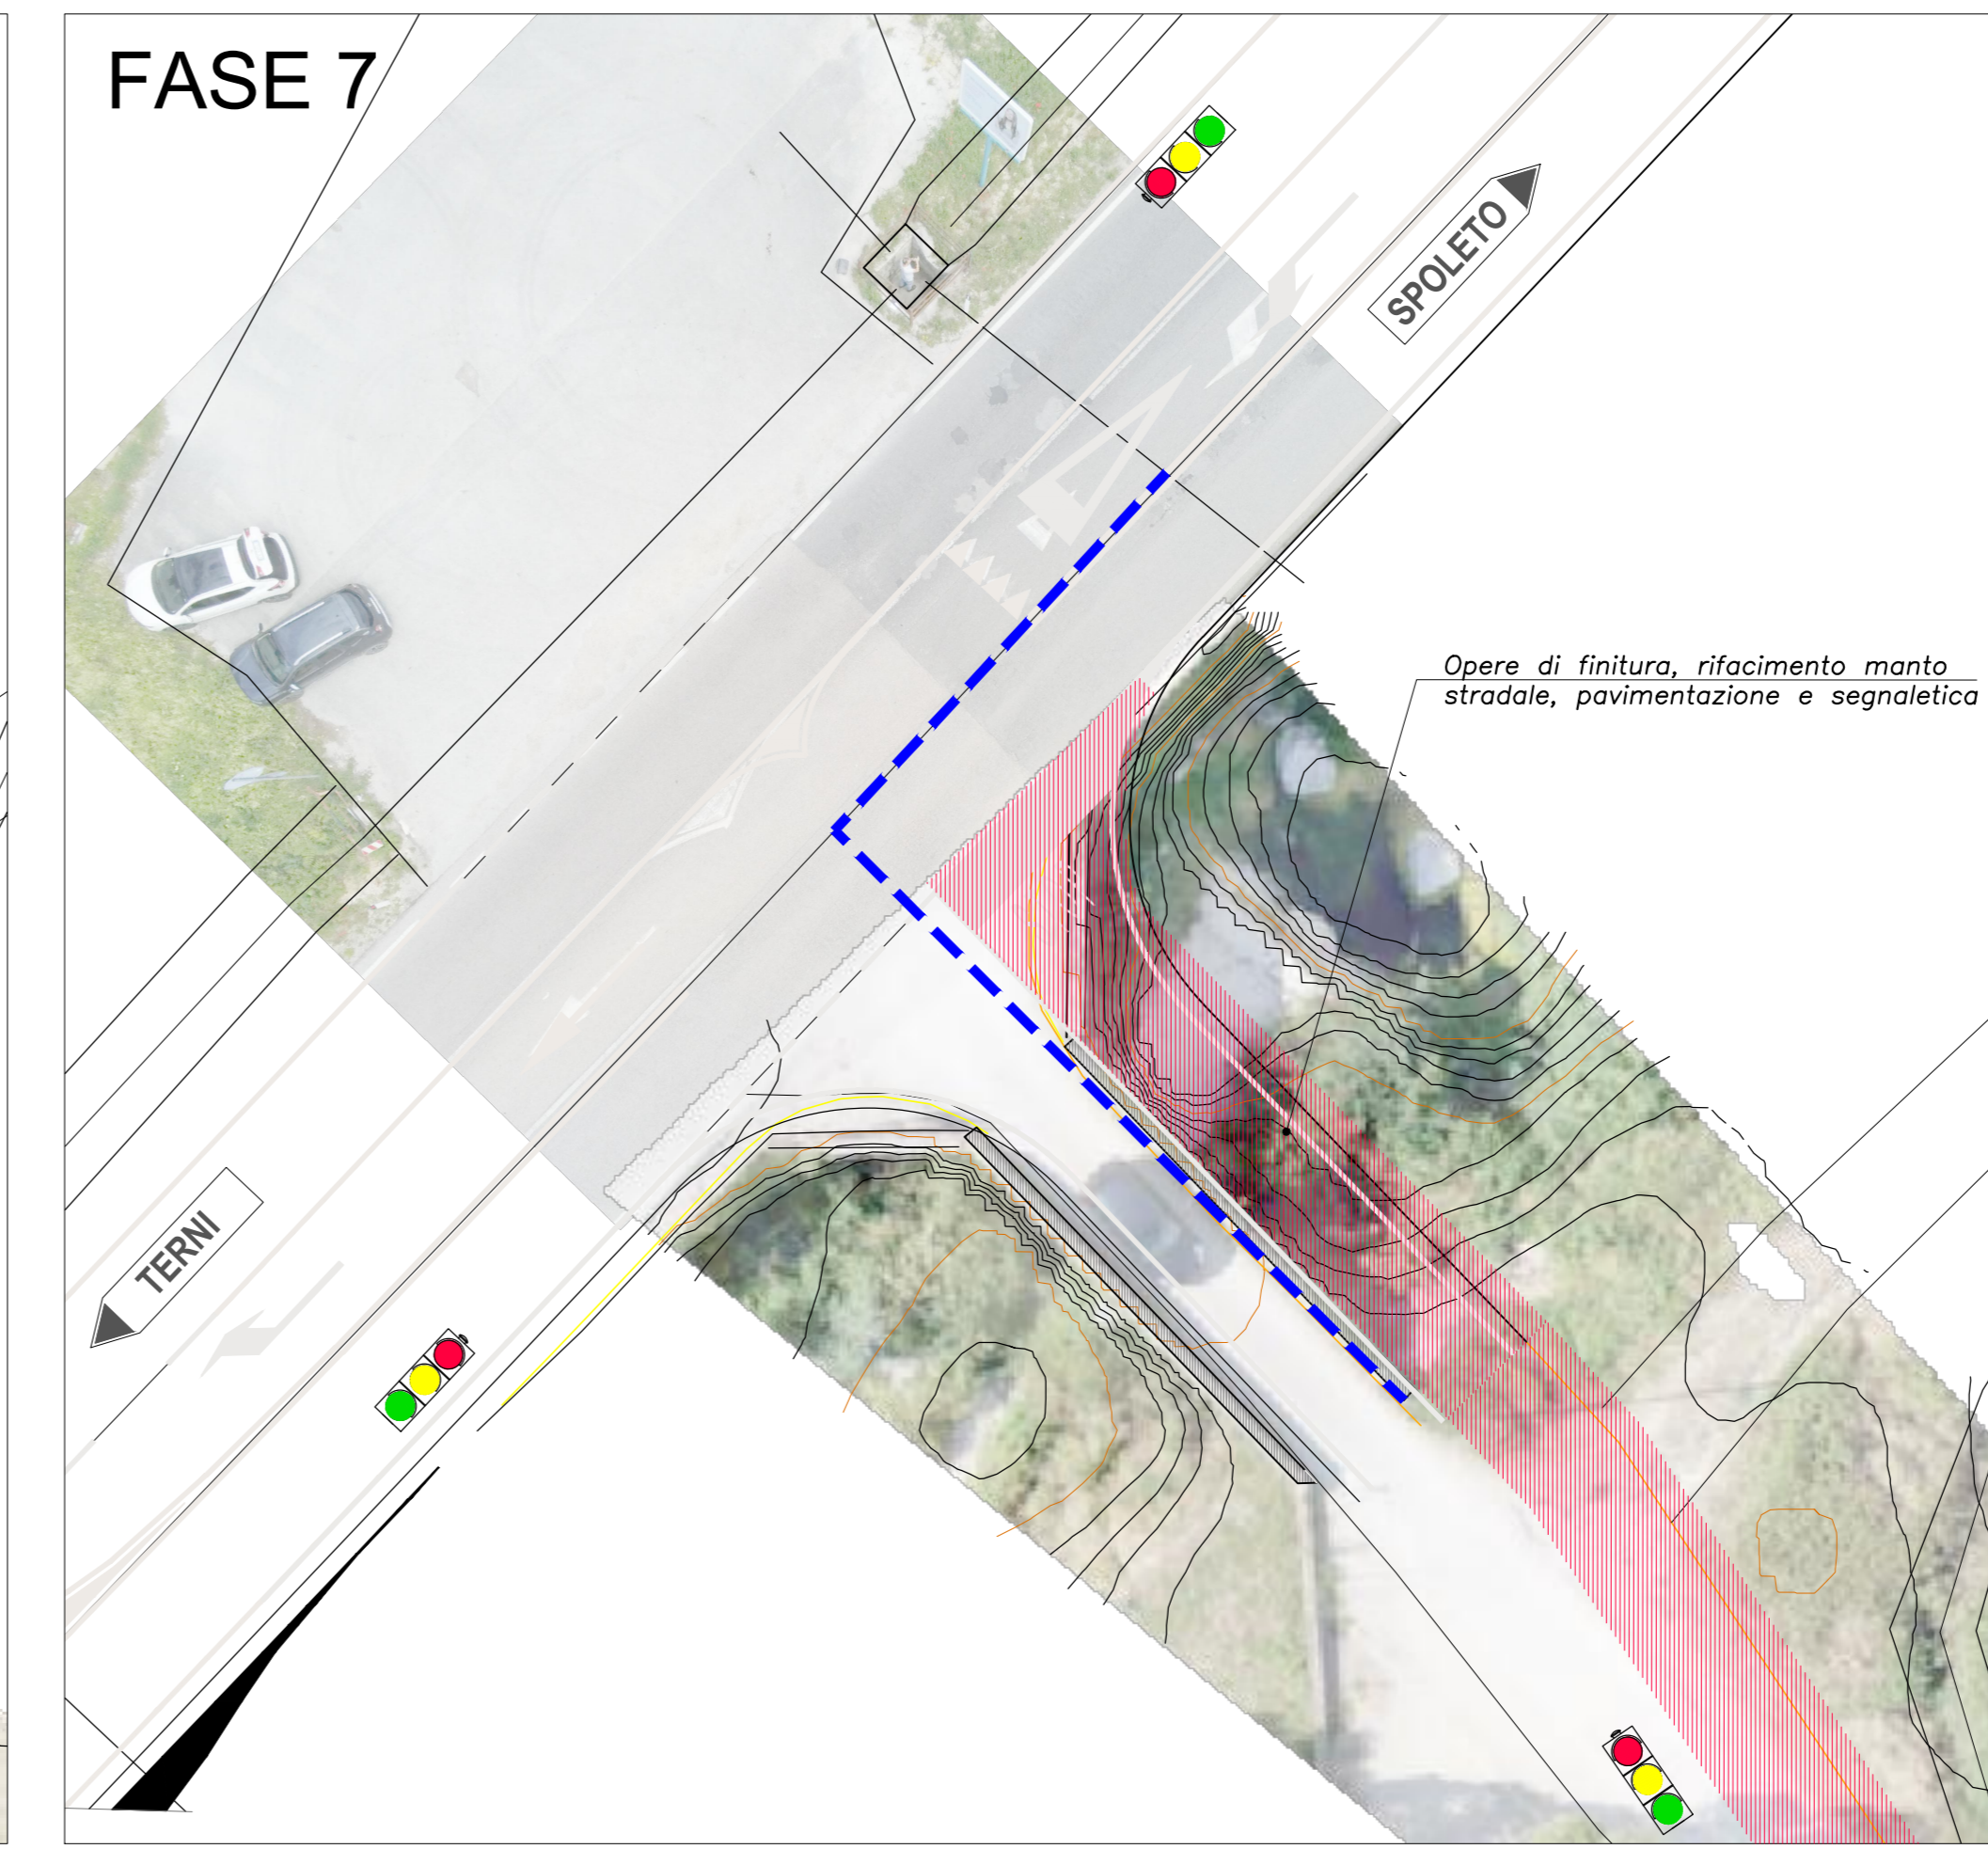 FASE 7
SPOLETO
Opere di finitura, rifacimento manto
stradale, pavimentazione e segnaletica
TERNI